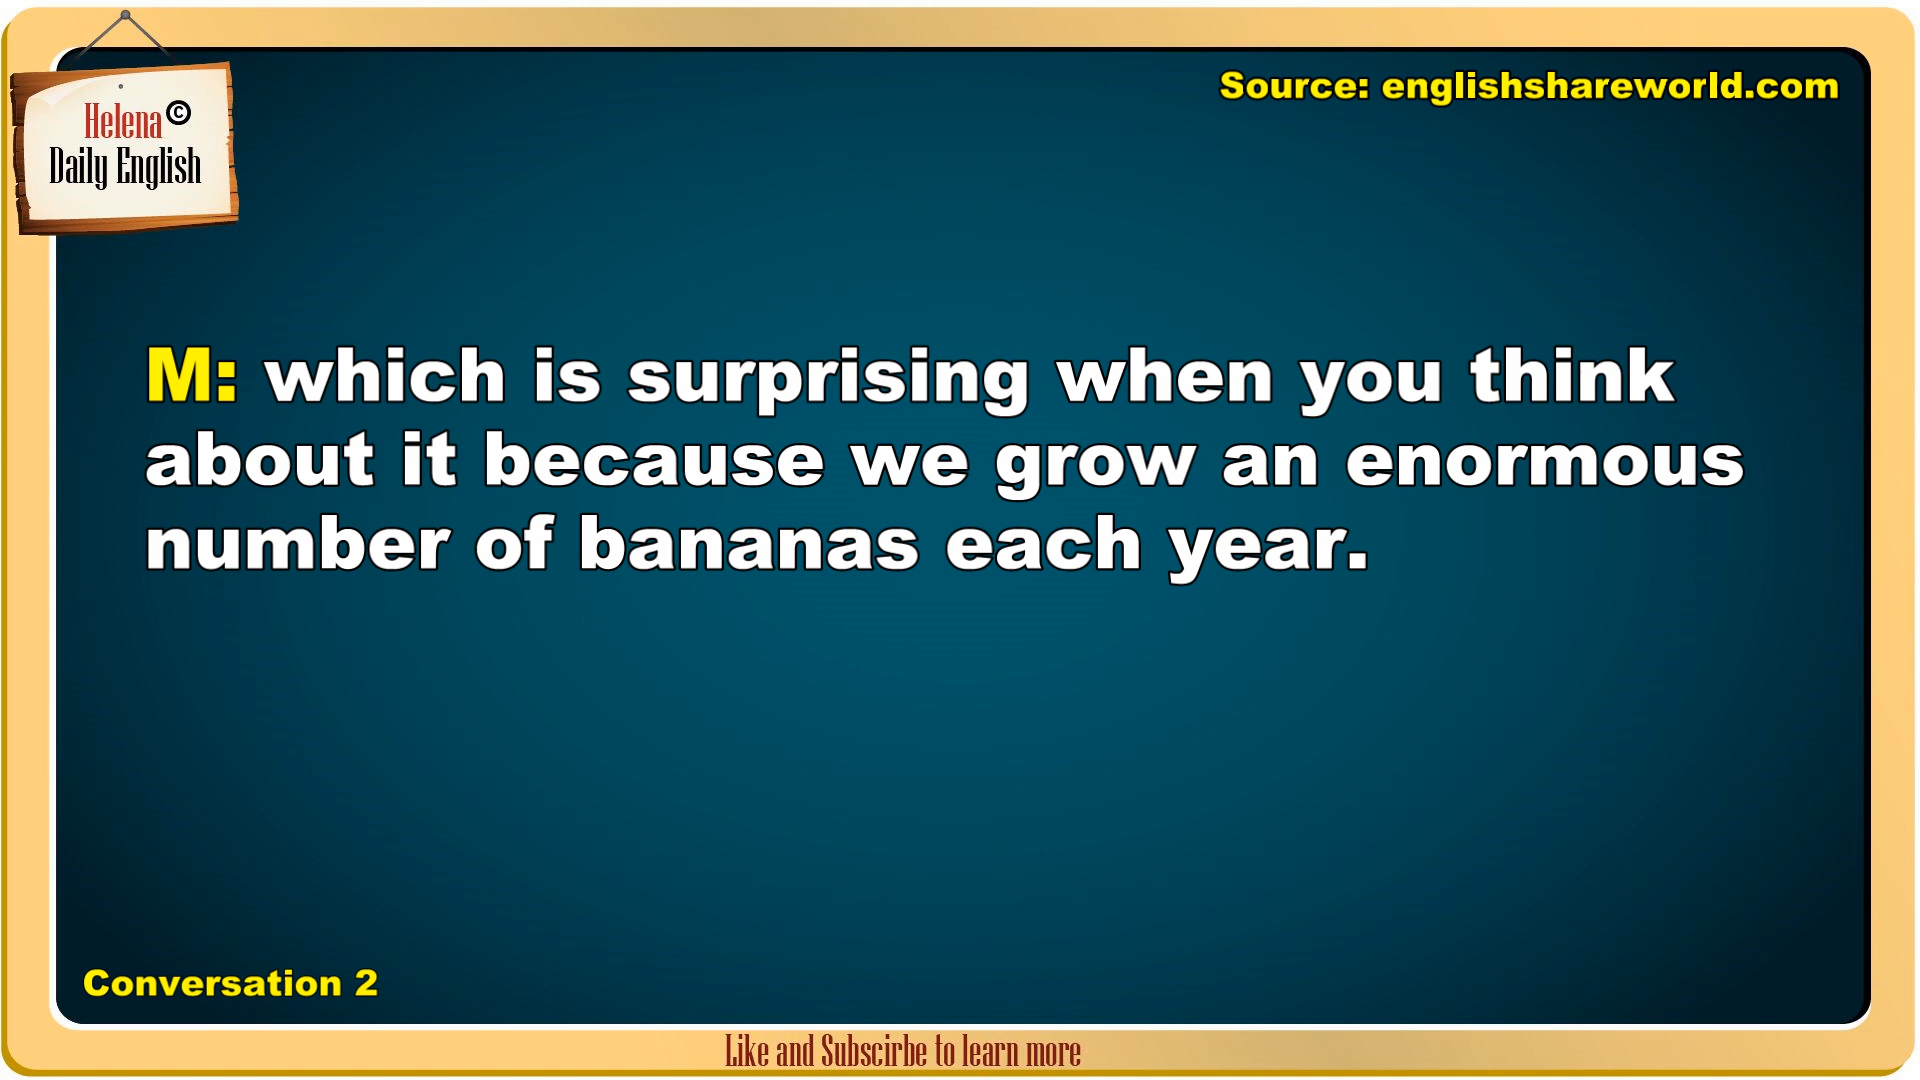 Source: englishshareworld.com
Helena©
Daily English
M: which is surprising when you think
about it because we grow an enormous
number of bananas each year.
Conversation 2
Like and Subscirbe to learn more